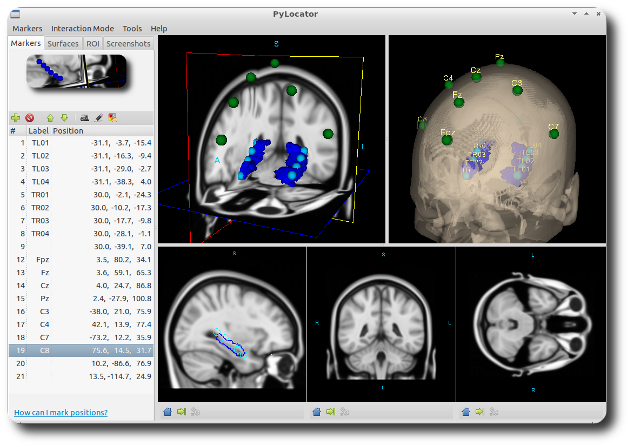 PyLocator
Markers Interaction Mode Tools Help
Markers Surfaces ROI Screenshots
# Label Position
1 TL01 -31.1, -3.7, -15.4
2 TL02 -31.1, -16.3, -9.4
3 TL03 -31.1, -29.0, -2.7
4 TL04 -31.1, -38.3, 4.0
5 TR01 30.0, -2.1, -24.3
6 TR02 30.0, -10.2, -17.3
7 TR03 30.0, -17.7, -9.8
8 TR04 30.0, -28.1, -1.1
9 30.0, -39.1, 7.0
12 Fpz 3.5, 80.2, 34.1
13 Fz 3.6, 59.1, 65.3
14 Cz 4.0, 24.7, 86.8
15 Pz 2.4, -27.9, 100.8
16 C3 -38.0, 21.0, 75.9
17 C4 42.1, 13.9, 77.4
18 C7 -73.2, 12.2, 35.9
19 C8 75.6, 14.5, 31.7
20 10.2, -86.6, 76.9
21 13.5, -114.7, 24.9
How can I mark positions?
S
A
Pz
C4
Cz
C3
Fz
Fpz
C7